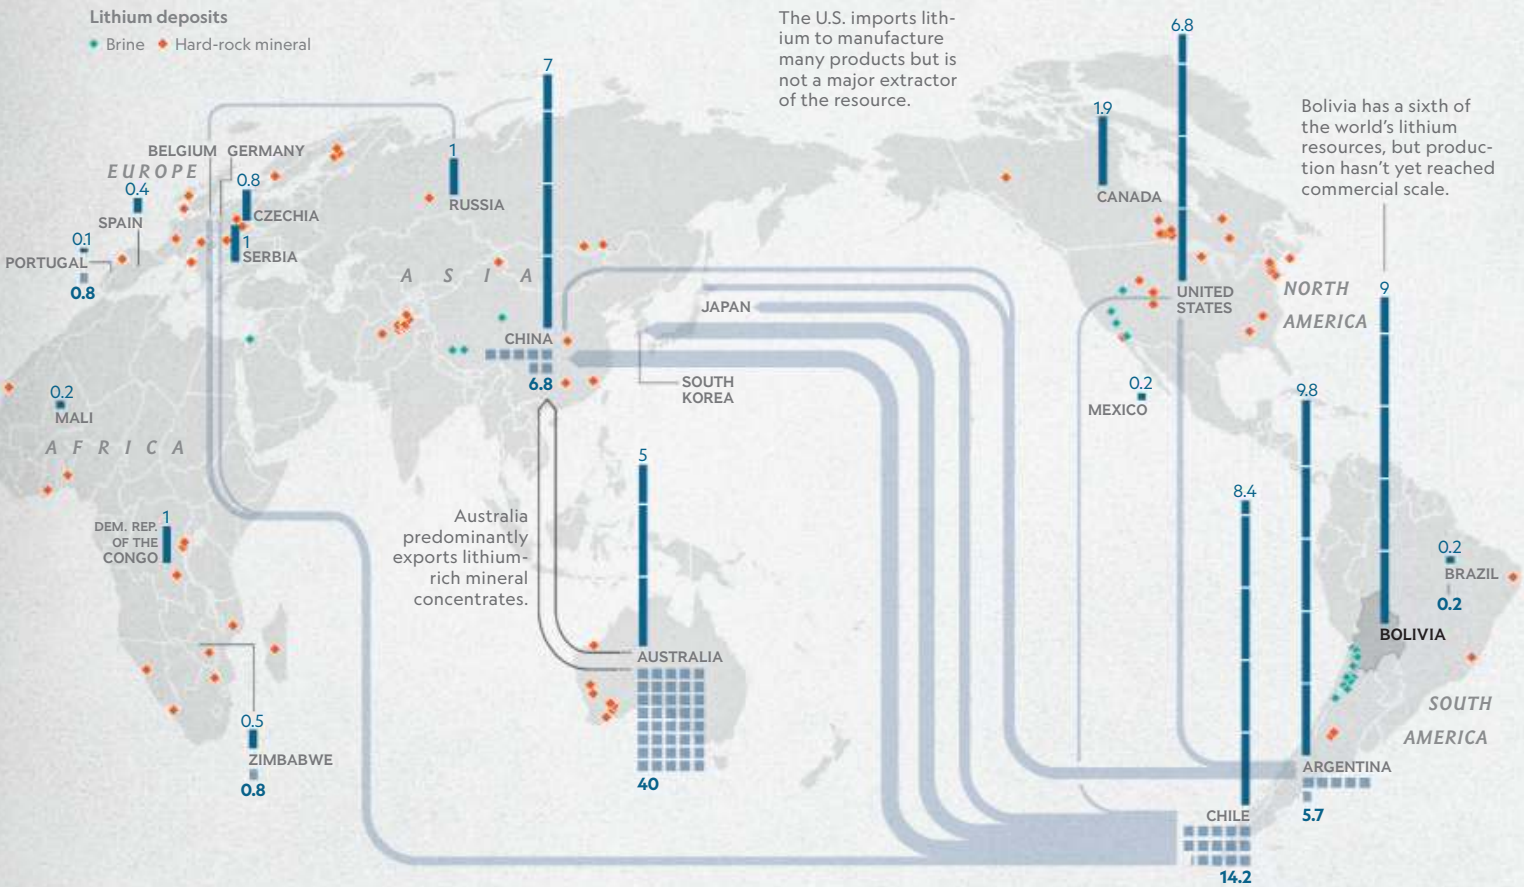 Lithium deposits
Brine
Hard-rock mineral
The U.S. imports lith-
ium to manufacture
many products but is
not a major extractor
of the resource.
Bolivia has a sixth of
the world's lithium
resources, but produc-
tion hasn't yet reached
commercial scale.
BELGIUM
GERMANY
EUROPE
0.4
SPAIN
0.1
PORTUGAL
0.8
0.8
CZECHIA
1
SERBIA
1
RUSSIA
7
ASIA
CHINA
6.8
JAPAN
SOUTH
KOREA
0.2
MALI
AFRICA
1
DEM. REP.
OF THE
CONGO
0.5
ZIMBABWE
0.8
Australia
predominantly
exports lithium-
rich mineral
concentrates.
5
AUSTRALIA
40
1.9
CANADA
6.8
UNITED
STATES
NORTH
AMERICA
0.2
MEXICO
8.4
CHILE
14.2
9.8
ARGENTINA
5.7
9
BOLIVIA
0.2
BRAZIL
0.2
SOUTH
AMERICA